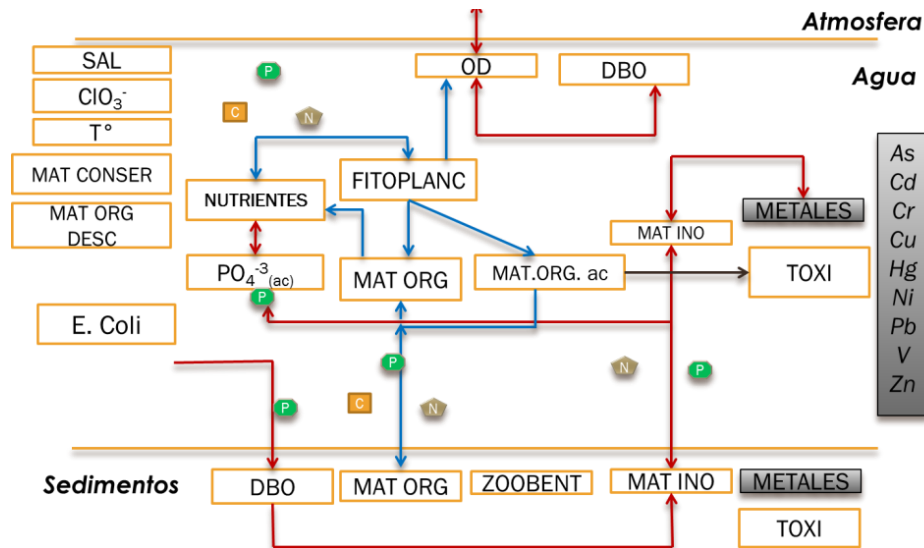 Atmosfera
SAL
OD
DBO
Agua
P
ClO₃⁻
C
N
T°
As
MAT CONSER
FITOPLANC
Cd
NUTRIENTES
METALES
Cr
MAT ORG
DESC
MAT INO
Cu
PO₄⁻³(ac)
MAT ORG
MAT.ORG. ac
TOXI
Hg
Ni
P
E. Coli
Pb
V
P
N
P
Zn
C
N
P
Sedimentos
DBO
MAT ORG
ZOOBENT
MAT INO
METALES
TOXI